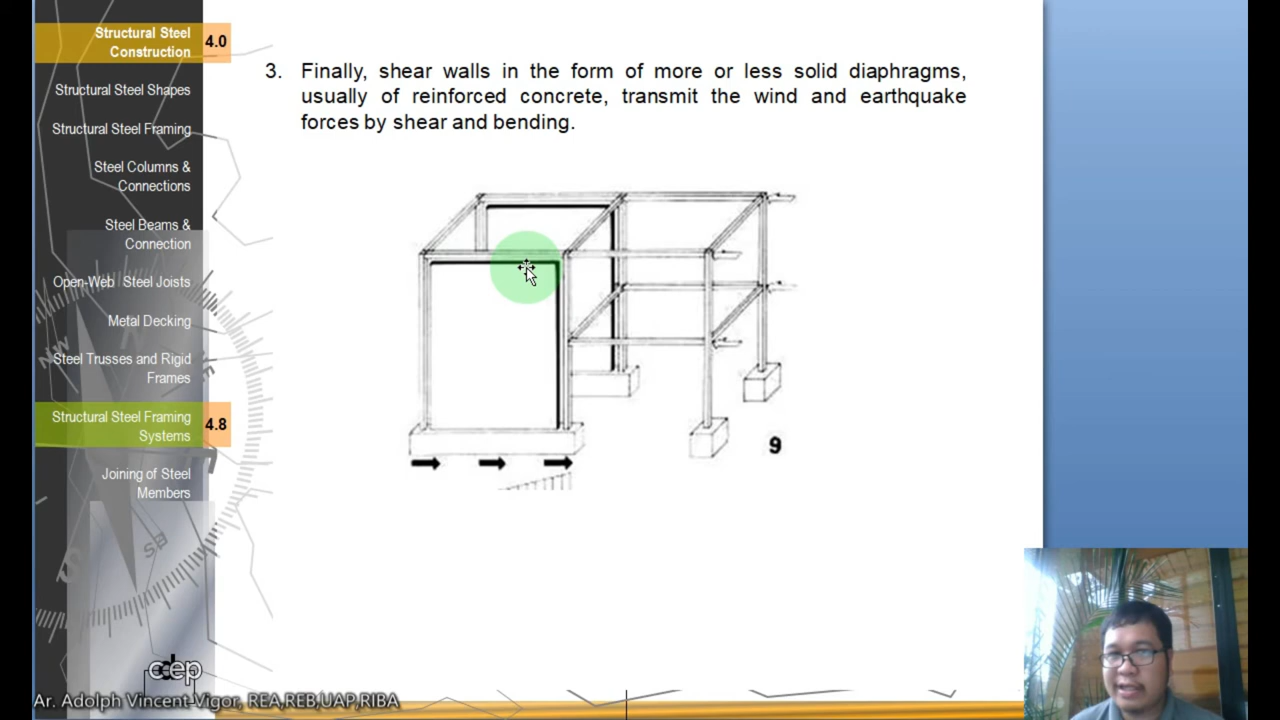 Structural Steel
Construction
4.0
Structural Steel Shapes
Structural Steel Framing
Steel Columns &
Connections
Steel Beams &
Connection
Open-Web Steel Joists
Metal Decking
Steel Trusses and Rigid
Frames
Structural Steel Framing
Systems
4.8
Joining of Steel
Members
3. Finally, shear walls in the form of more or less solid diaphragms,
usually of reinforced concrete, transmit the wind and earthquake
forces by shear and bending.
9
NW
S
SE
Ar. Adolph Vincent Vigor, REA,REB,UAP,RIBA